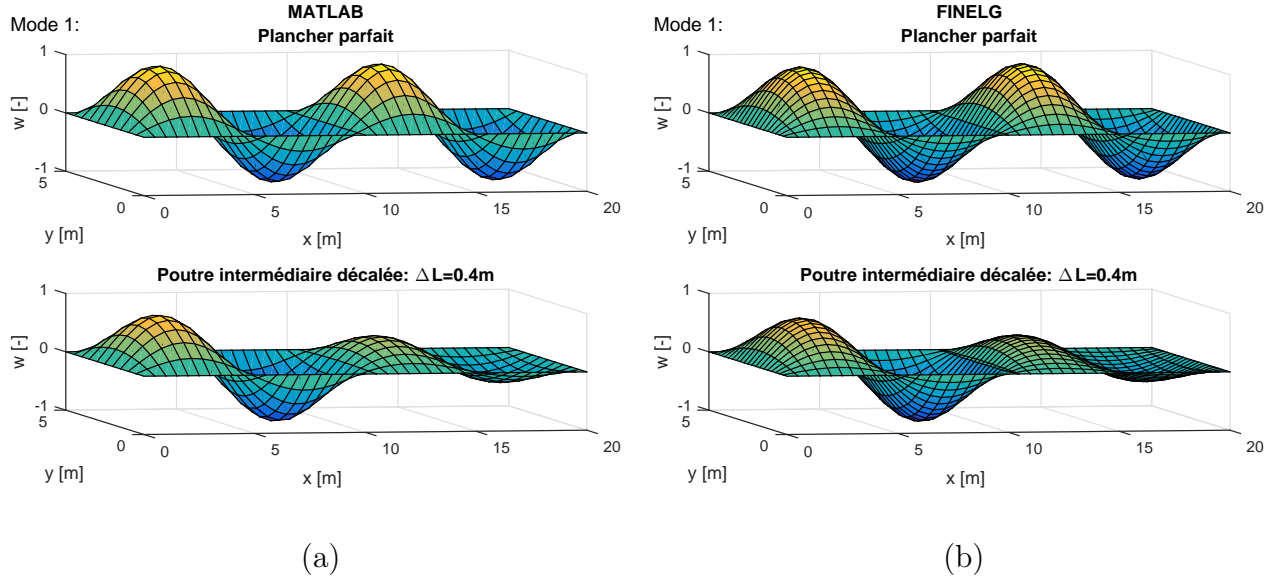 Mode 1:
MATLAB
Plancher parfait
1
0
-1
w [-]
5
0
y [m]
0
5
10
15
20
x [m]
Poutre intermédiaire décalée: Δ L=0.4m
1
0
-1
w [-]
5
0
y [m]
0
5
10
15
20
x [m]
(a)
Mode 1:
FINELG
Plancher parfait
1
0
-1
w [-]
5
0
y [m]
0
5
10
15
20
x [m]
Poutre intermédiaire décalée: Δ L=0.4m
1
0
-1
w [-]
5
0
y [m]
0
5
10
15
20
x [m]
(b)